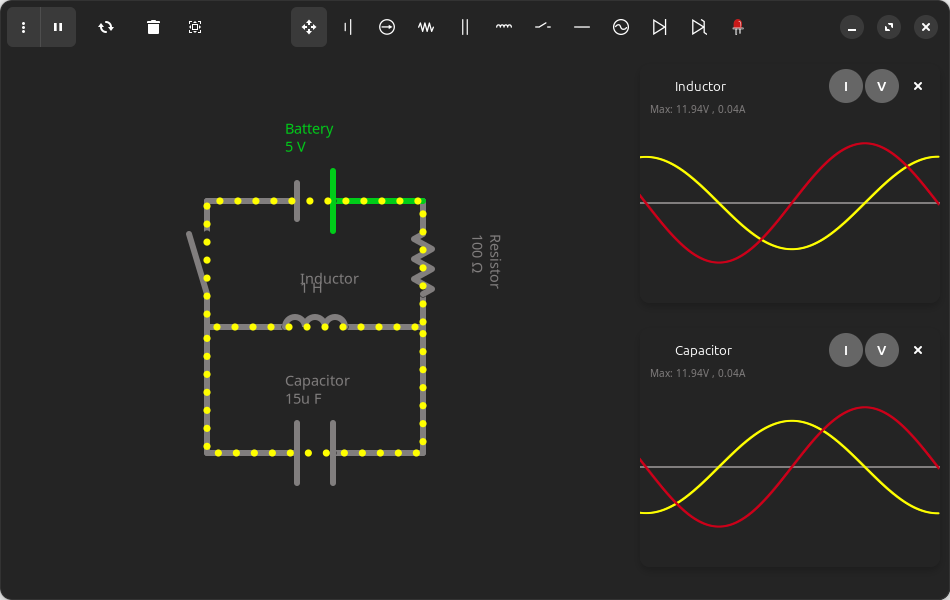 Inductor
I V
Max: 11.94V , 0.04A
Battery
5 V
Resistor
100 Ω
Inductor
1 H
Capacitor
I V
Max: 11.94V , 0.04A
Capacitor
15u F